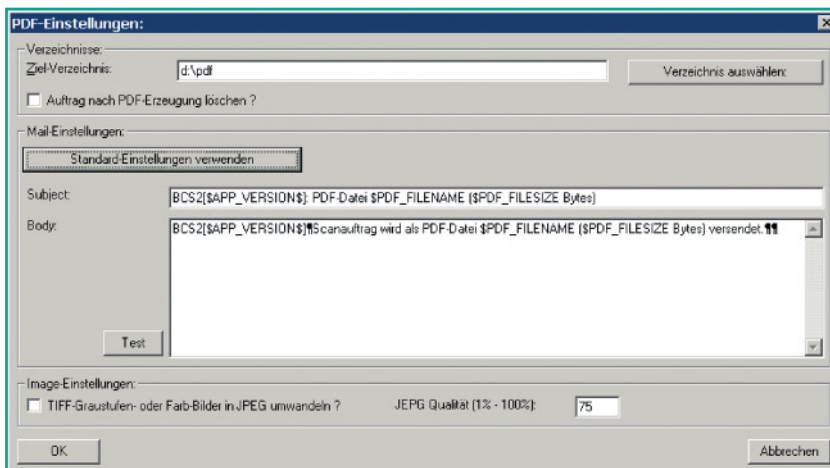 PDF-Einstellungen:
Verzeichnisse:
Ziel-Verzeichnis:
d:\pdf
Verzeichnis auswählen:
Auftrag nach PDF-Erzeugung löschen ?
Mail-Einstellungen:
Standard-Einstellungen verwenden
Subject:
BCS2[$APP_VERSION$]: PDF-Datei $PDF_FILENAME ($PDF_FILESIZE Bytes)
Body:
BCS2[$APP_VERSION$]¶Scanauftrag wird als PDF-Datei $PDF_FILENAME ($PDF_FILESIZE Bytes) versendet.¶¶
Test
Image-Einstellungen:
TIFF-Graustufen- oder Farb-Bilder in JPEG umwandeln ?
JEPG Qualität (1% - 100%):
75
OK
Abbrechen